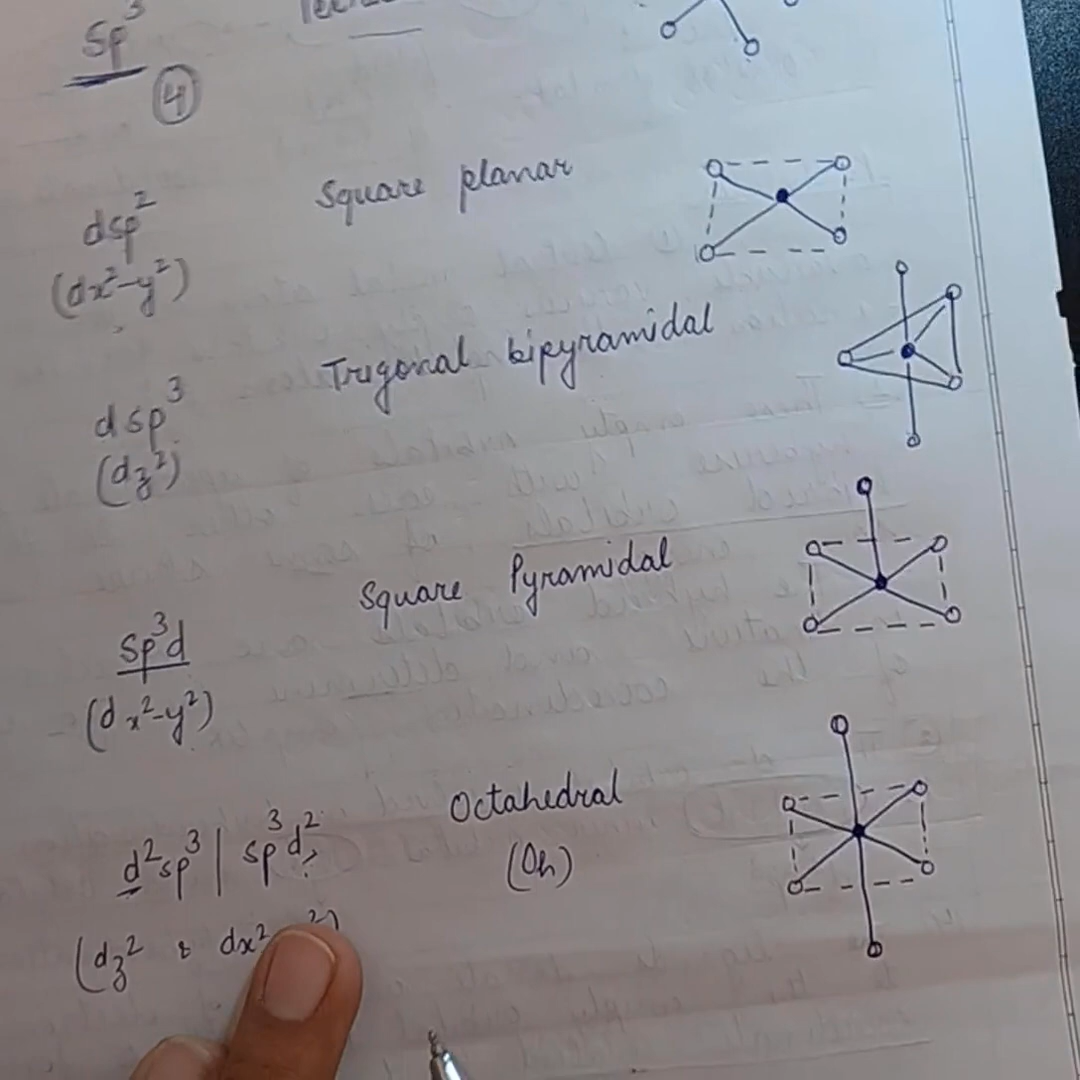 sp³
④
dsp² Square planar
(dx²-y²)
dsp³ Trigonal bipyramidal
(dz²)
sp³d Square Pyramidal
(dx²-y²)
d²sp³ | sp³d² Octahedral
(dz² & dx² ²) (Oh)